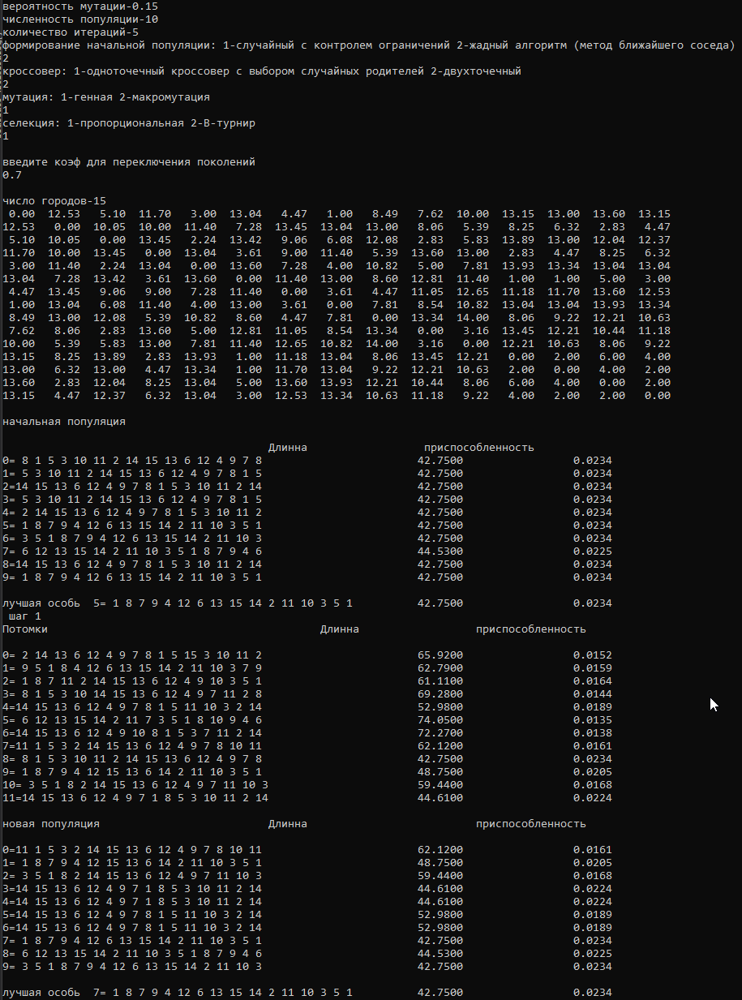 вероятность мутации-0.15
численность популяции-10
количество итераций-5
формирование начальной популяции: 1-случайный с контролем ограничений 2-жадный алгоритм (метод ближайшего соседа)
2
кроссовер: 1-одноточечный кроссовер с выбором случайных родителей 2-двухточечный
2
мутация: 1-генная 2-макромутация
1
селекция: 1-пропорциональная 2-В-турнир
1
введите коэф для переключения поколений
0.7
число городов-15
0.00 12.53 5.10 11.70 3.00 13.04 4.47 1.00 8.49 7.62 10.00 13.15 13.00 13.60 13.15
12.53 0.00 10.05 10.00 11.40 7.28 13.45 13.04 13.00 8.06 5.39 8.25 6.32 2.83 4.47
5.10 10.05 0.00 13.45 2.24 13.42 9.06 6.08 12.08 2.83 5.83 13.89 13.00 12.04 12.37
11.70 10.00 13.45 0.00 13.04 3.61 9.00 11.40 5.39 13.60 13.00 2.83 4.47 8.25 6.32
3.00 11.40 2.24 13.04 0.00 13.60 7.28 4.00 10.82 5.00 7.81 13.93 13.34 13.04 13.04
13.04 7.28 13.42 3.61 13.60 0.00 11.40 13.00 8.60 12.81 11.40 1.00 1.00 5.00 3.00
4.47 13.45 9.06 9.00 7.28 11.40 0.00 3.61 4.47 11.05 12.65 11.18 11.70 13.60 12.53
1.00 13.04 6.08 11.40 4.00 13.00 3.61 0.00 7.81 8.54 10.82 13.04 13.04 13.93 13.34
8.49 13.00 12.08 5.39 10.82 8.60 4.47 7.81 0.00 13.34 14.00 8.06 9.22 12.21 10.63
7.62 8.06 2.83 13.60 5.00 12.81 11.05 8.54 13.34 0.00 3.16 13.45 12.21 10.44 11.18
10.00 5.39 5.83 13.00 7.81 11.40 12.65 10.82 14.00 3.16 0.00 12.21 10.63 8.06 9.22
13.15 8.25 13.89 2.83 13.93 1.00 11.18 13.04 8.06 13.45 12.21 0.00 2.00 6.00 4.00
13.00 6.32 13.00 4.47 13.34 1.00 11.70 13.04 9.22 12.21 10.63 2.00 0.00 4.00 2.00
13.60 2.83 12.04 8.25 13.04 5.00 13.60 13.93 12.21 10.44 8.06 6.00 4.00 0.00 2.00
13.15 4.47 12.37 6.32 13.04 3.00 12.53 13.34 10.63 11.18 9.22 4.00 2.00 2.00 0.00
начальная популяция
Длинна приспособленность
0= 8 1 5 3 10 11 2 14 15 13 6 12 4 9 7 8 42.7500 0.0234
1= 5 3 10 11 2 14 15 13 6 12 4 9 7 8 1 5 42.7500 0.0234
2=14 15 13 6 12 4 9 7 8 1 5 3 10 11 2 14 42.7500 0.0234
3= 5 3 10 11 2 14 15 13 6 12 4 9 7 8 1 5 42.7500 0.0234
4= 2 14 15 13 6 12 4 9 7 8 1 5 3 10 11 2 42.7500 0.0234
5= 1 8 7 9 4 12 6 13 15 14 2 11 10 3 5 1 42.7500 0.0234
6= 3 5 1 8 7 9 4 12 6 13 15 14 2 11 10 3 42.7500 0.0234
7= 6 12 13 15 14 2 11 10 3 5 1 8 7 9 4 6 44.5300 0.0225
8=14 15 13 6 12 4 9 7 8 1 5 3 10 11 2 14 42.7500 0.0234
9= 1 8 7 9 4 12 6 13 15 14 2 11 10 3 5 1 42.7500 0.0234
лучшая особь 5= 1 8 7 9 4 12 6 13 15 14 2 11 10 3 5 1 42.7500 0.0234
шаг 1
Потомки Длинна приспособленность
0= 2 14 13 6 12 4 9 7 8 1 5 15 3 10 11 2 65.9200 0.0152
1= 9 5 1 8 4 12 6 13 15 14 2 11 10 3 7 9 62.7900 0.0159
2= 1 8 7 11 2 14 15 13 6 12 4 9 10 3 5 1 61.1100 0.0164
3= 8 1 5 3 10 14 15 13 6 12 4 9 7 11 2 8 69.2800 0.0144
4=14 15 13 6 12 4 9 7 8 1 5 11 10 3 2 14 52.9800 0.0189
5= 6 12 13 15 14 2 11 7 3 5 1 8 10 9 4 6 74.0500 0.0135
6=14 15 13 6 12 4 9 10 8 1 5 3 7 11 2 14 72.2700 0.0138
7=11 1 5 3 2 14 15 13 6 12 4 9 7 8 10 11 62.1200 0.0161
8= 8 1 5 3 10 11 2 14 15 13 6 12 4 9 7 8 42.7500 0.0234
9= 1 8 7 9 4 12 15 13 6 14 2 11 10 3 5 1 48.7500 0.0205
10= 3 5 1 8 2 14 15 13 6 12 4 9 7 11 10 3 59.4400 0.0168
11=14 15 13 6 12 4 9 7 1 8 5 3 10 11 2 14 44.6100 0.0224
новая популяция Длинна приспособленность
0=11 1 5 3 2 14 15 13 6 12 4 9 7 8 10 11 62.1200 0.0161
1= 1 8 7 9 4 12 15 13 6 14 2 11 10 3 5 1 48.7500 0.0205
2= 3 5 1 8 2 14 15 13 6 12 4 9 7 11 10 3 59.4400 0.0168
3=14 15 13 6 12 4 9 7 1 8 5 3 10 11 2 14 44.6100 0.0224
4=14 15 13 6 12 4 9 7 1 8 5 3 10 11 2 14 44.6100 0.0224
5=14 15 13 6 12 4 9 7 8 1 5 11 10 3 2 14 52.9800 0.0189
6=14 15 13 6 12 4 9 7 8 1 5 11 10 3 2 14 52.9800 0.0189
7= 1 8 7 9 4 12 6 13 15 14 2 11 10 3 5 1 42.7500 0.0234
8= 6 12 13 15 14 2 11 10 3 5 1 8 7 9 4 6 44.5300 0.0225
9= 3 5 1 8 7 9 4 12 6 13 15 14 2 11 10 3 42.7500 0.0234
лучшая особь 7= 1 8 7 9 4 12 6 13 15 14 2 11 10 3 5 1 42.7500 0.0234